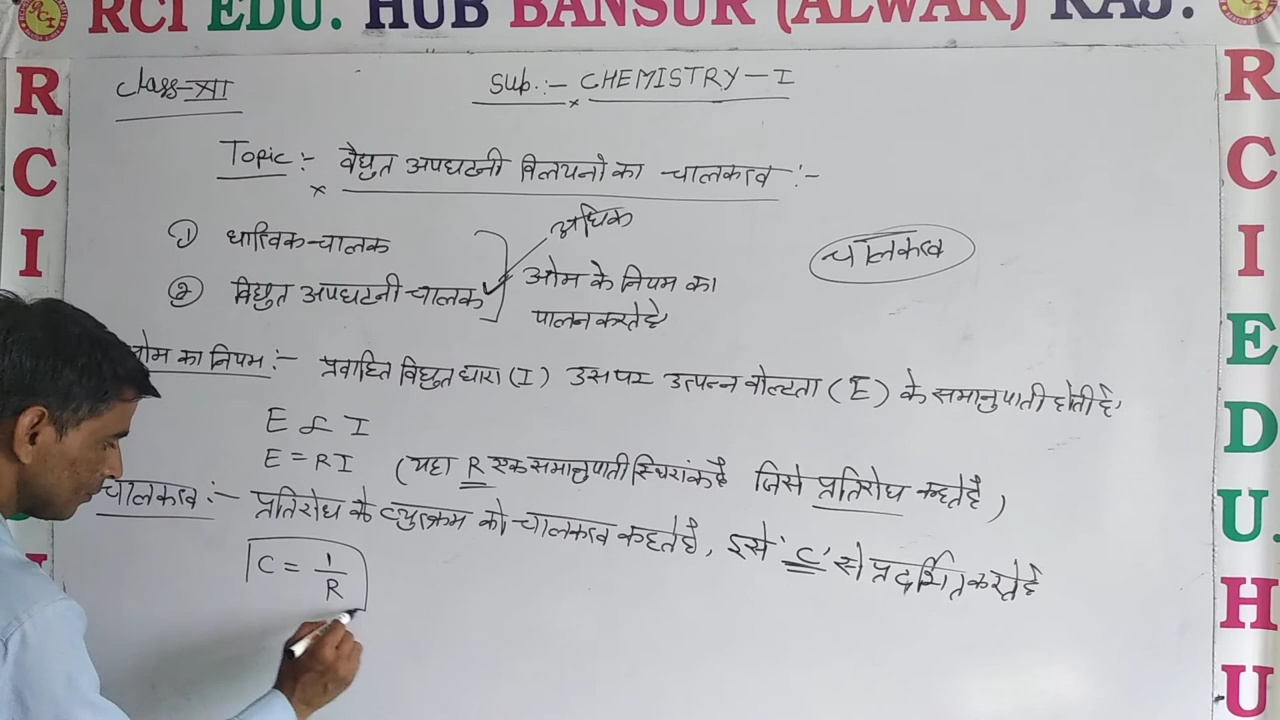 RCI EDU. HUB BANSUR (ALWAR) RAJ.
R
C
I
Class-XII
Sub.:- CHEMISTRY-I
Topic:- वैद्युत अपघटनी विलयनो का चालकत्व :-
① धात्विक-चालक
② विद्युत अपघटनी-चालक
अधिक
ओम के नियम का
पालन करते है,
चालकत्व
ओम का नियम:- प्रवाहित विद्युत धारा (I) उस पर उत्पन्न वोल्टता (E) के समानुपाती होती है,
E ∝ I
E = RI (यहा R एक समानुपाती स्थिरांक है जिसे प्रतिरोध कहते है)
चालकत्व:- प्रतिरोध के व्युत्क्रम को चालकत्व कहते है, इसे 'C' से प्रदर्शित करते है
C = 1/R
R
C
I
E
D
U.
H
U